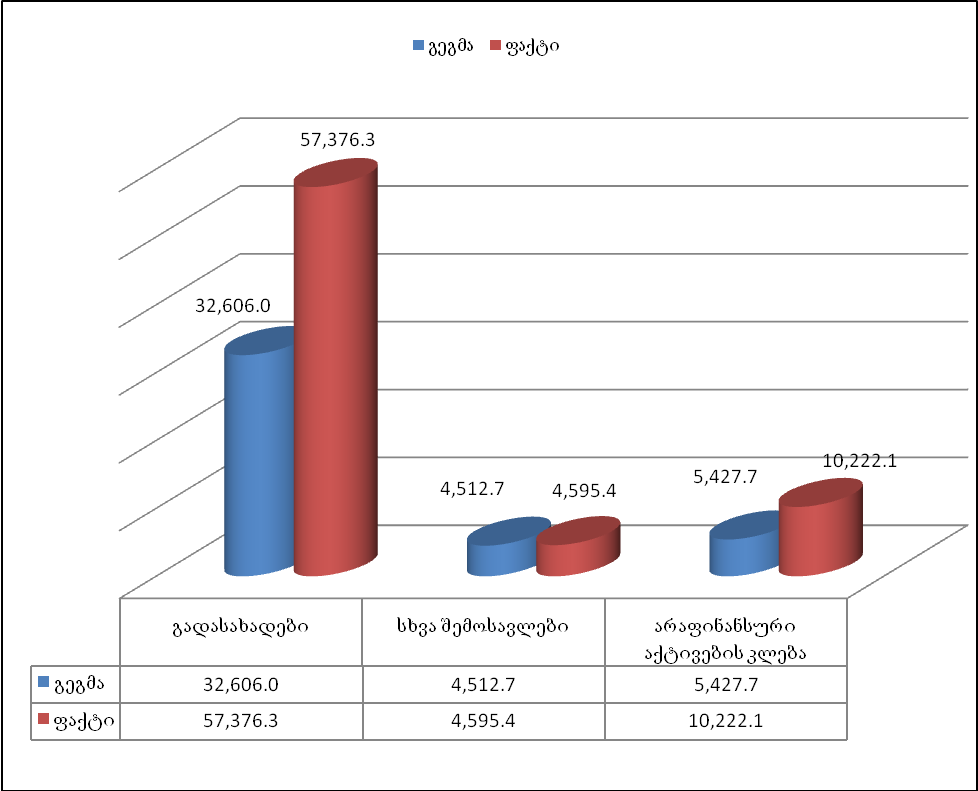 გეგმა ფაქტი
57,376.3
32,606.0
10,222.1
5,427.7
4,512.7 4,595.4
გადასახადები სხვა შემოსავლები არაფინანსური
აქტივების კლება
გეგმა 32,606.0 4,512.7 5,427.7
ფაქტი 57,376.3 4,595.4 10,222.1